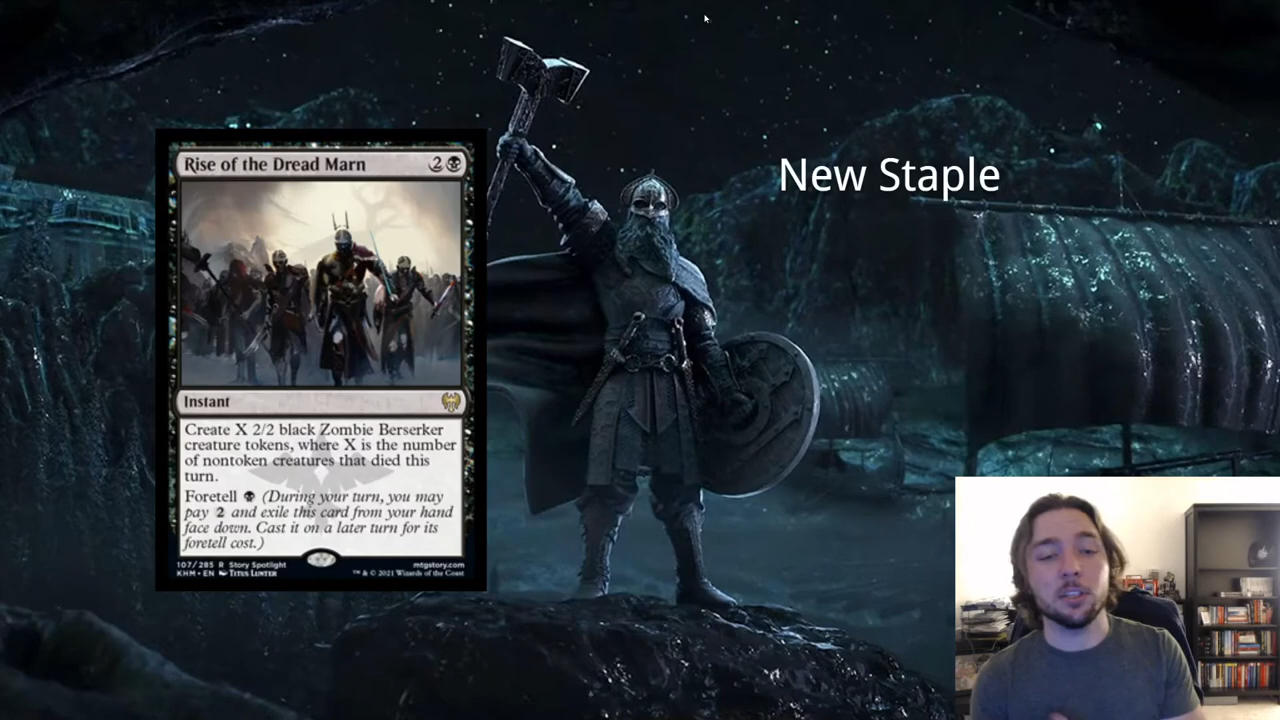 New Staple
Rise of the Dread Marn 2
Instant
Create X 2/2 black Zombie Berserker
creature tokens, where X is the number
of nontoken creatures that died this
turn.
Foretell (During your turn, you may
pay 2 and exile this card from your hand
face down. Cast it on a later turn for its
foretell cost.)
107/285 R Story Spotlight
mtgstory.com
KHM • EN Titus Lunter
™ & © 2021 Wizards of the Coast